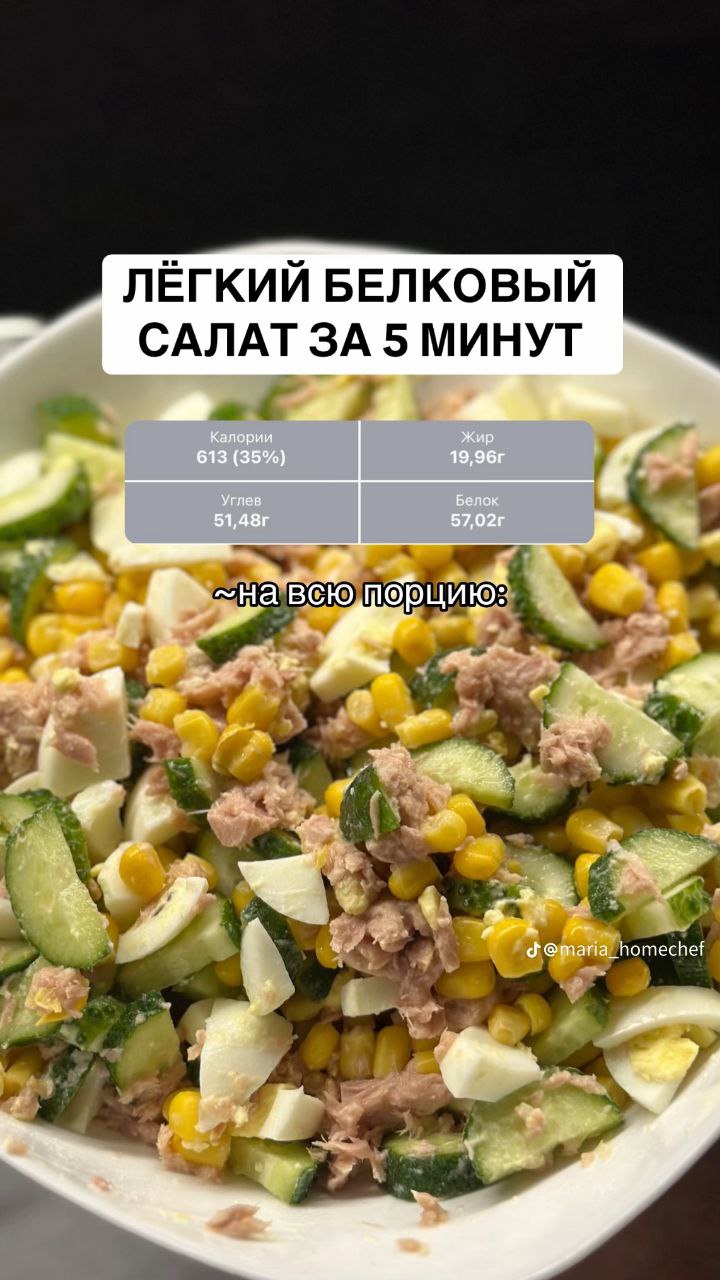 ЛЁГКИЙ БЕЛКОВЫЙ
САЛАТ ЗА 5 МИНУТ
Калории
613 (35%)
Жир
19,96г
Углев
51,48г
Белок
57,02г
~на всю порцию:
@maria_homechef